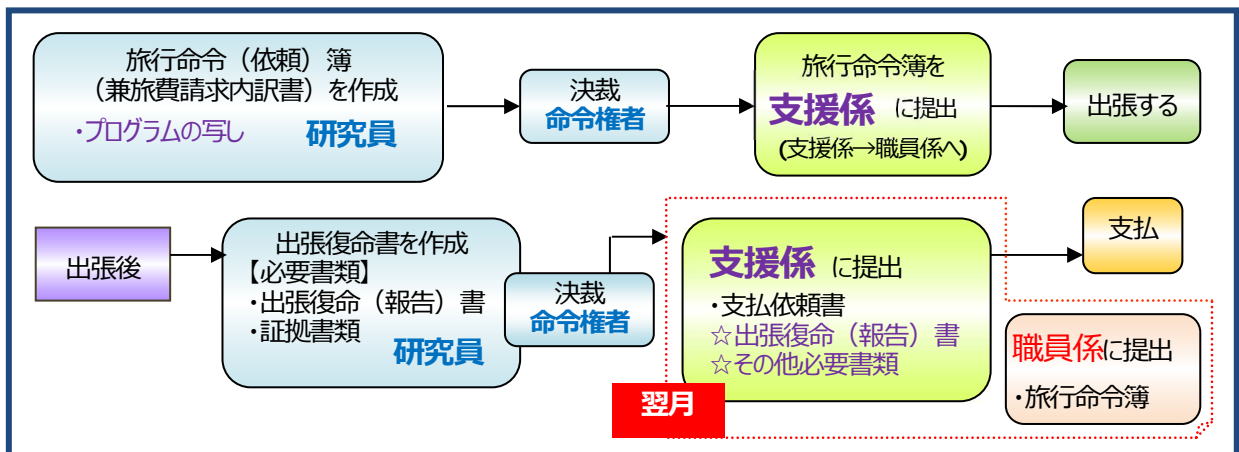 旅行命令（依頼）簿
（兼旅費請求内訳書）を作成
・プログラムの写し 研究員
決裁
命令権者
旅行命令簿を
支援係 に提出
(支援係→職員係へ)
出張する
出張後
出張復命書を作成
【必要書類】
・出張復命（報告）書
・証拠書類
研究員
決裁
命令権者
支援係 に提出
・支払依頼書
☆出張復命（報告）書
☆その他必要書類
翌月
支払
職員係に提出
・旅行命令簿